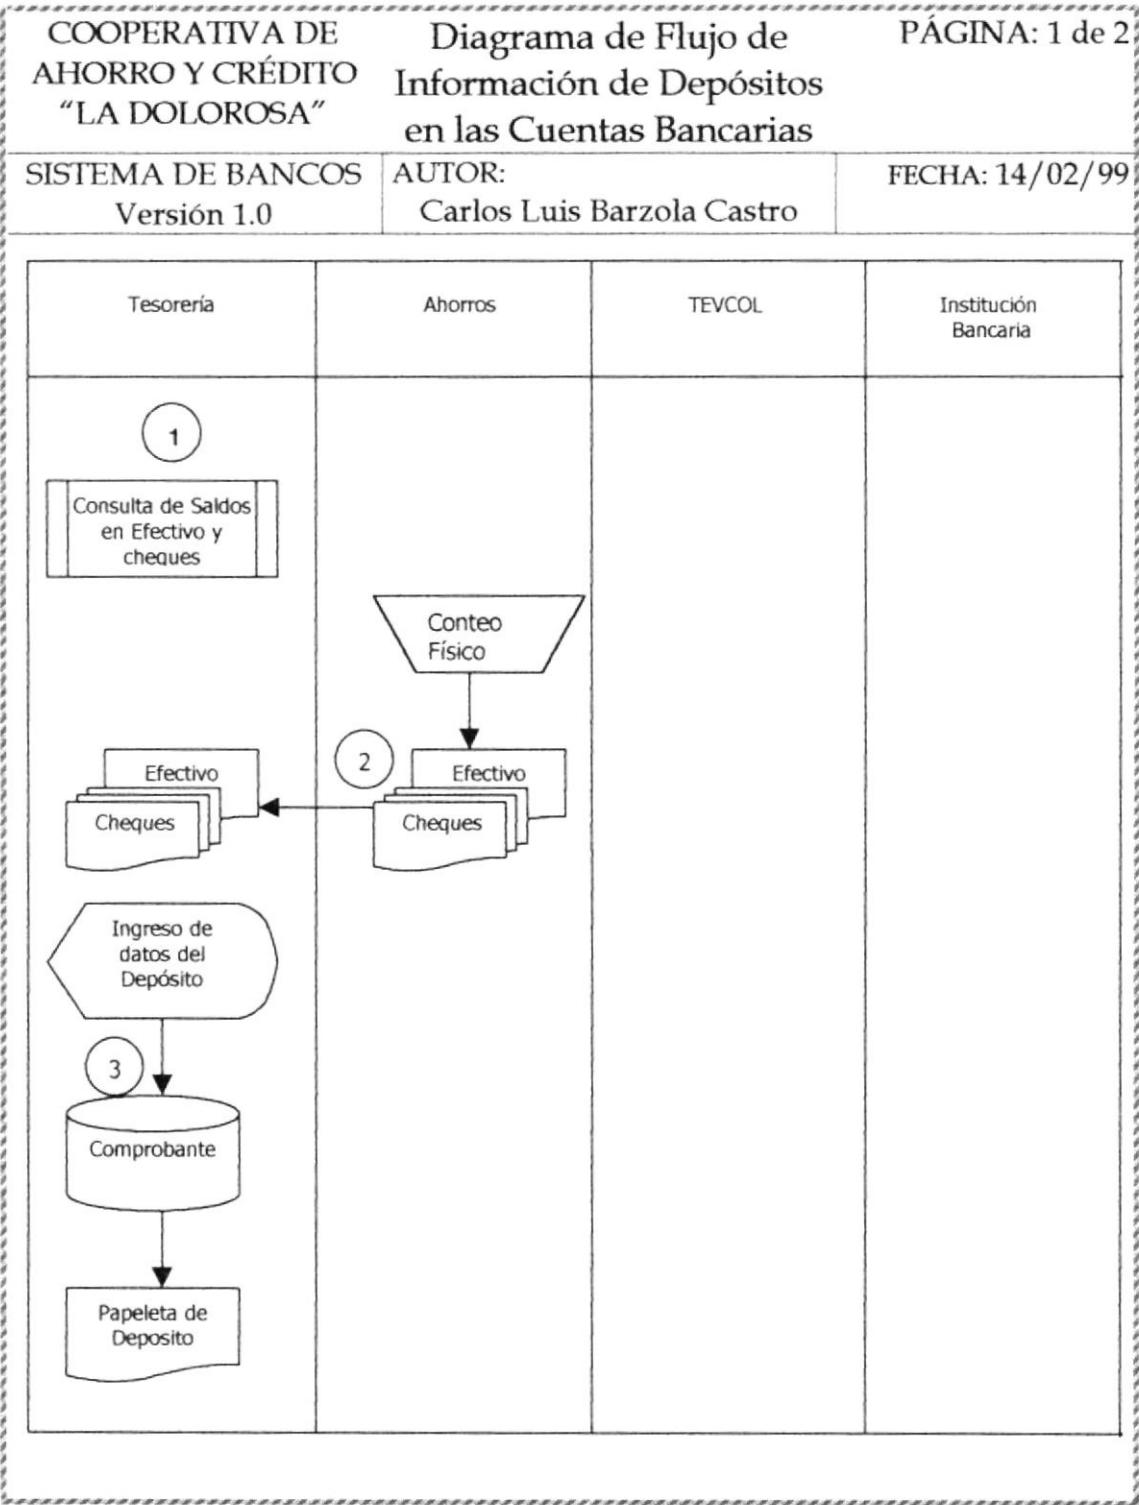 COOPERATIVA DE
AHORRO Y CRÉDITO
“LA DOLOROSA”
Diagrama de Flujo de
Información de Depósitos
en las Cuentas Bancarias
PÁGINA: 1 de 2
SISTEMA DE BANCOS
Versión 1.0
AUTOR:
Carlos Luis Barzola Castro
FECHA: 14/02/99
Tesorería
Ahorros
TEVCOL
Institución
Bancaria
1
Consulta de Saldos
en Efectivo y
cheques
Conteo
Físico
2
Efectivo
Cheques
Efectivo
Cheques
Ingreso de
datos del
Depósito
3
Comprobante
Papeleta de
Deposito